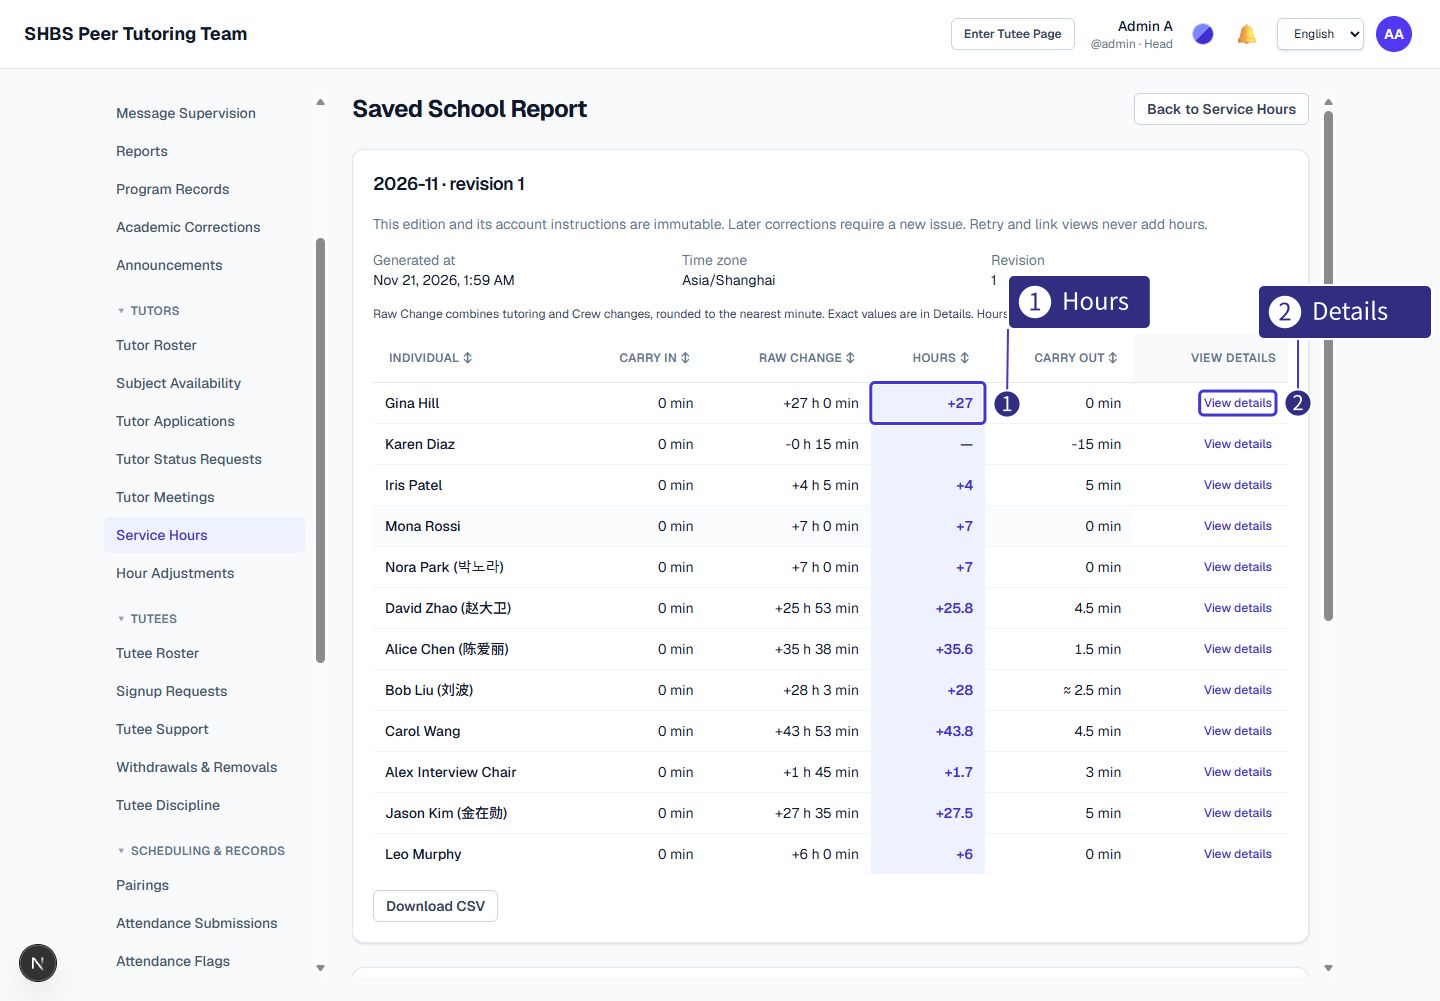 SHBS Peer Tutoring Team
Enter Tutee Page
Admin A
@admin · Head
English
AA
Message Supervision
Reports
Program Records
Academic Corrections
Announcements
TUTORS
Tutor Roster
Subject Availability
Tutor Applications
Tutor Status Requests
Tutor Meetings
Service Hours
Hour Adjustments
TUTEES
Tutee Roster
Signup Requests
Tutee Support
Withdrawals & Removals
Tutee Discipline
SCHEDULING & RECORDS
Pairings
Attendance Submissions
Attendance Flags
N
Saved School Report
Back to Service Hours
2026-11 · revision 1
This edition and its account instructions are immutable. Later corrections require a new issue. Retry and link views never add hours.
Generated at Time zone Revision
Nov 21, 2026, 1:59 AM Asia/Shanghai 1
1 Hours
2 Details
Raw Change combines tutoring and Crew changes, rounded to the nearest minute. Exact values are in Details. Hours
INDIVIDUAL CARRY IN RAW CHANGE HOURS CARRY OUT VIEW DETAILS
Gina Hill 0 min +27 h 0 min +27 1 0 min View details 2
Karen Diaz 0 min -0 h 15 min — -15 min View details
Iris Patel 0 min +4 h 5 min +4 5 min View details
Mona Rossi 0 min +7 h 0 min +7 0 min View details
Nora Park (박노라) 0 min +7 h 0 min +7 0 min View details
David Zhao (赵大卫) 0 min +25 h 53 min +25.8 4.5 min View details
Alice Chen (陈爱丽) 0 min +35 h 38 min +35.6 1.5 min View details
Bob Liu (刘波) 0 min +28 h 3 min +28 ≈ 2.5 min View details
Carol Wang 0 min +43 h 53 min +43.8 4.5 min View details
Alex Interview Chair 0 min +1 h 45 min +1.7 3 min View details
Jason Kim (金在勋) 0 min +27 h 35 min +27.5 5 min View details
Leo Murphy 0 min +6 h 0 min +6 0 min View details
Download CSV